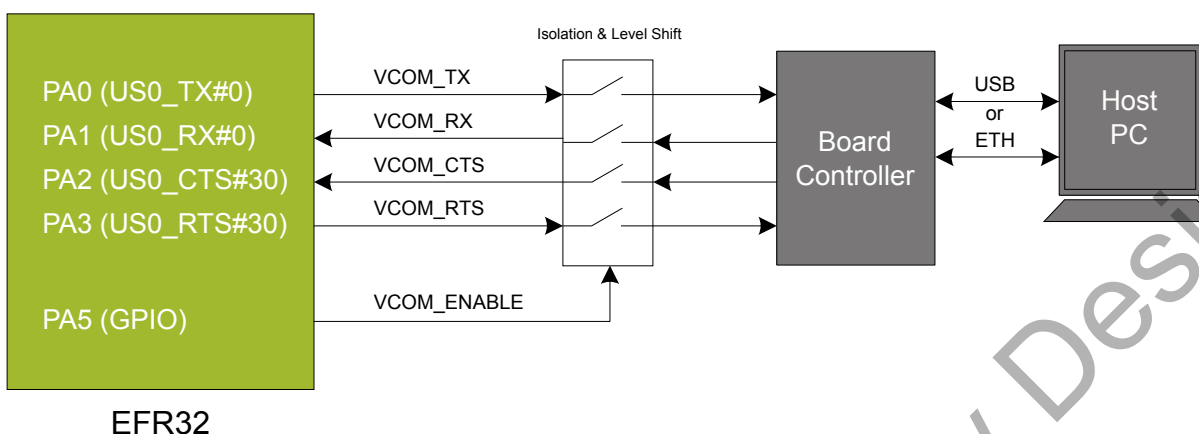 Isolation & Level Shift
PA0 (US0_TX#0)
VCOM_TX
PA1 (US0_RX#0)
VCOM_RX
PA2 (US0_CTS#30)
VCOM_CTS
PA3 (US0_RTS#30)
VCOM_RTS
PA5 (GPIO)
VCOM_ENABLE
Board
Controller
USB
or
ETH
Host
PC
EFR32